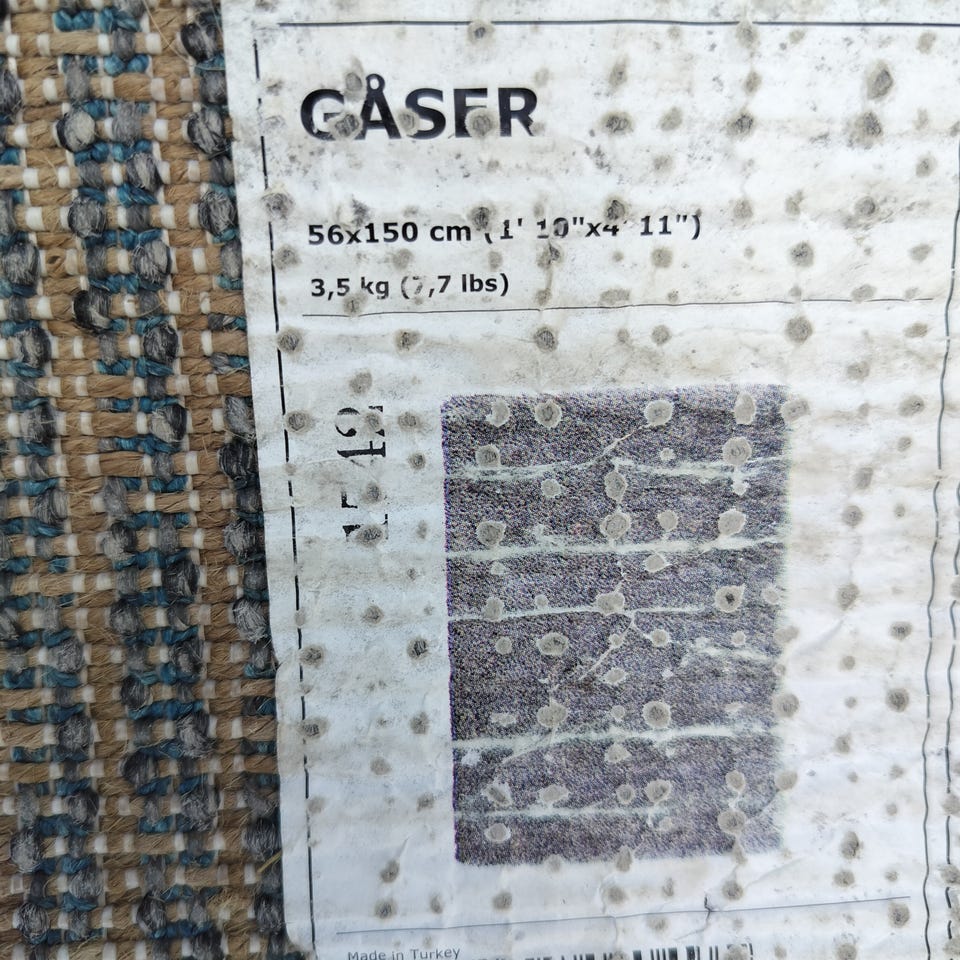 GÅSER
56x150 cm (1' 10"x4' 11")
3,5 kg (7,7 lbs)
Made in Turkey